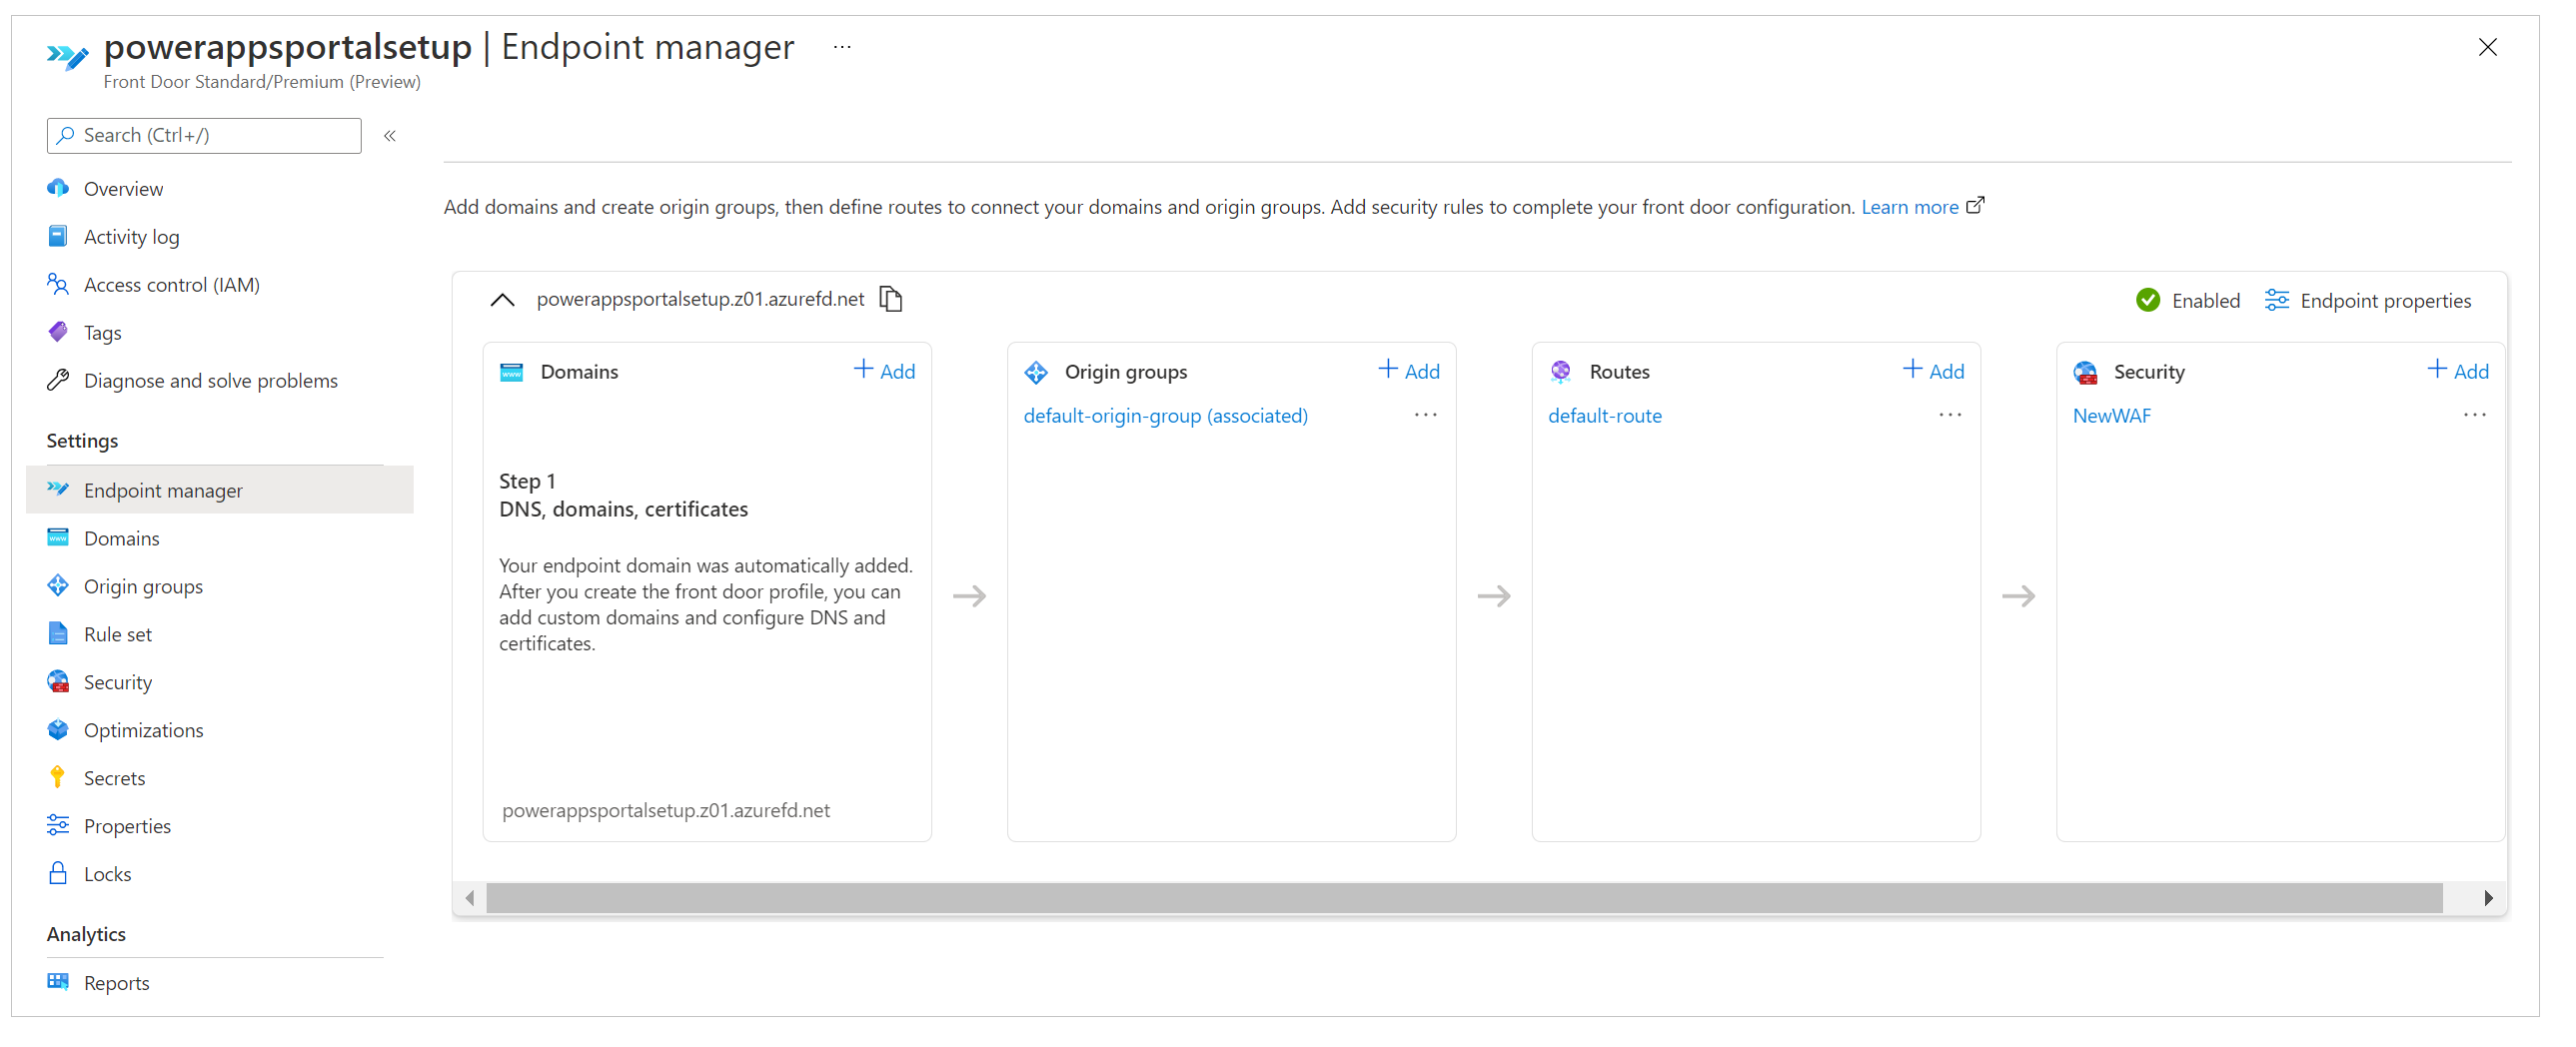 powerappsportalsetup | Endpoint manager ...
Front Door Standard/Premium (Preview)
Search (Ctrl+/)
«
Overview
Activity log
Access control (IAM)
Tags
Diagnose and solve problems
Settings
Endpoint manager
Domains
Origin groups
Rule set
Security
Optimizations
Secrets
Properties
Locks
Analytics
Reports
Add domains and create origin groups, then define routes to connect your domains and origin groups. Add security rules to complete your front door configuration. Learn more
powerappsportalsetup.z01.azurefd.net
Enabled
Endpoint properties
Domains
+ Add
Step 1
DNS, domains, certificates
Your endpoint domain was automatically added.
After you create the front door profile, you can
add custom domains and configure DNS and
certificates.
powerappsportalsetup.z01.azurefd.net
Origin groups
+ Add
default-origin-group (associated) ...
Routes
+ Add
default-route ...
Security
+ Add
NewWAF ...